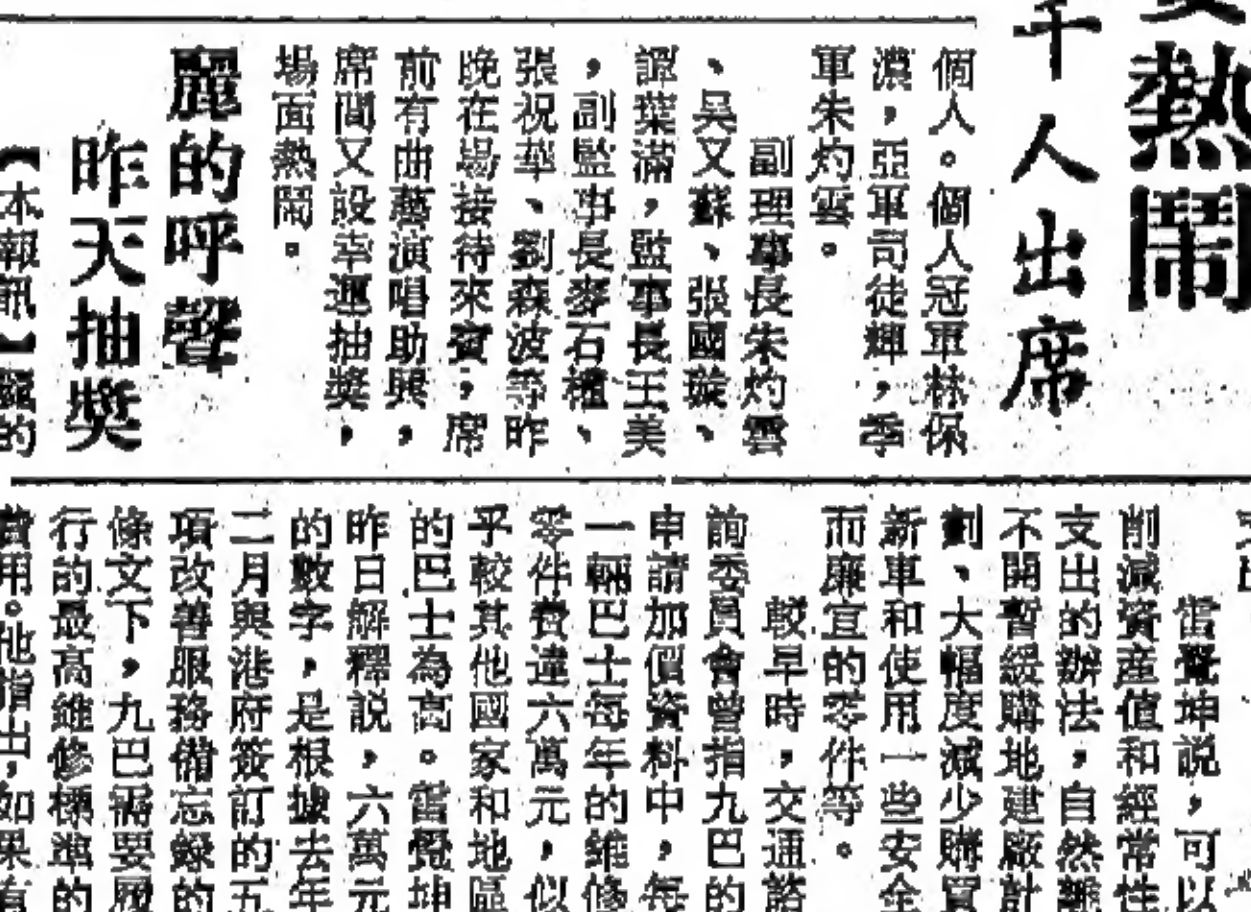 熱鬧
千人出席
個人。個人冠軍林保
濃,亞軍司徒輝,季
軍朱灼雲。
副理事長朱灼雲
、吳又蘇、張國璇、
譚葉滿,監事長王美
,副監事長麥石種、
張祝華、劉森波等昨
晚在場接待來賓,席
前有曲藝演唱助興,
席間又設幸運抽獎,
場面熱鬧。
麗的呼聲
昨天抽獎
【本報訊】麗的
雷覺坤說,可以
削減資產值和經常性
支出的辦法,自然離
不開暫緩購地建廠計
劃、大幅度減少購買
新車和使用一些安全
而廉宜的零件等。
較早時,交通諮
詢委員會曾指九巴的
申請加價資料中,每
一輛巴士每年的維修
零件費達六萬元,似
乎較其他國家和地區
的巴士為高。雷覺坤
昨日解釋說,六萬元
的數字,是根據去年
二月與港府簽訂的五
項改善服務備忘錄的
條文下,九巴需要履
行的最高維修標準的
費用。他指出,如果有